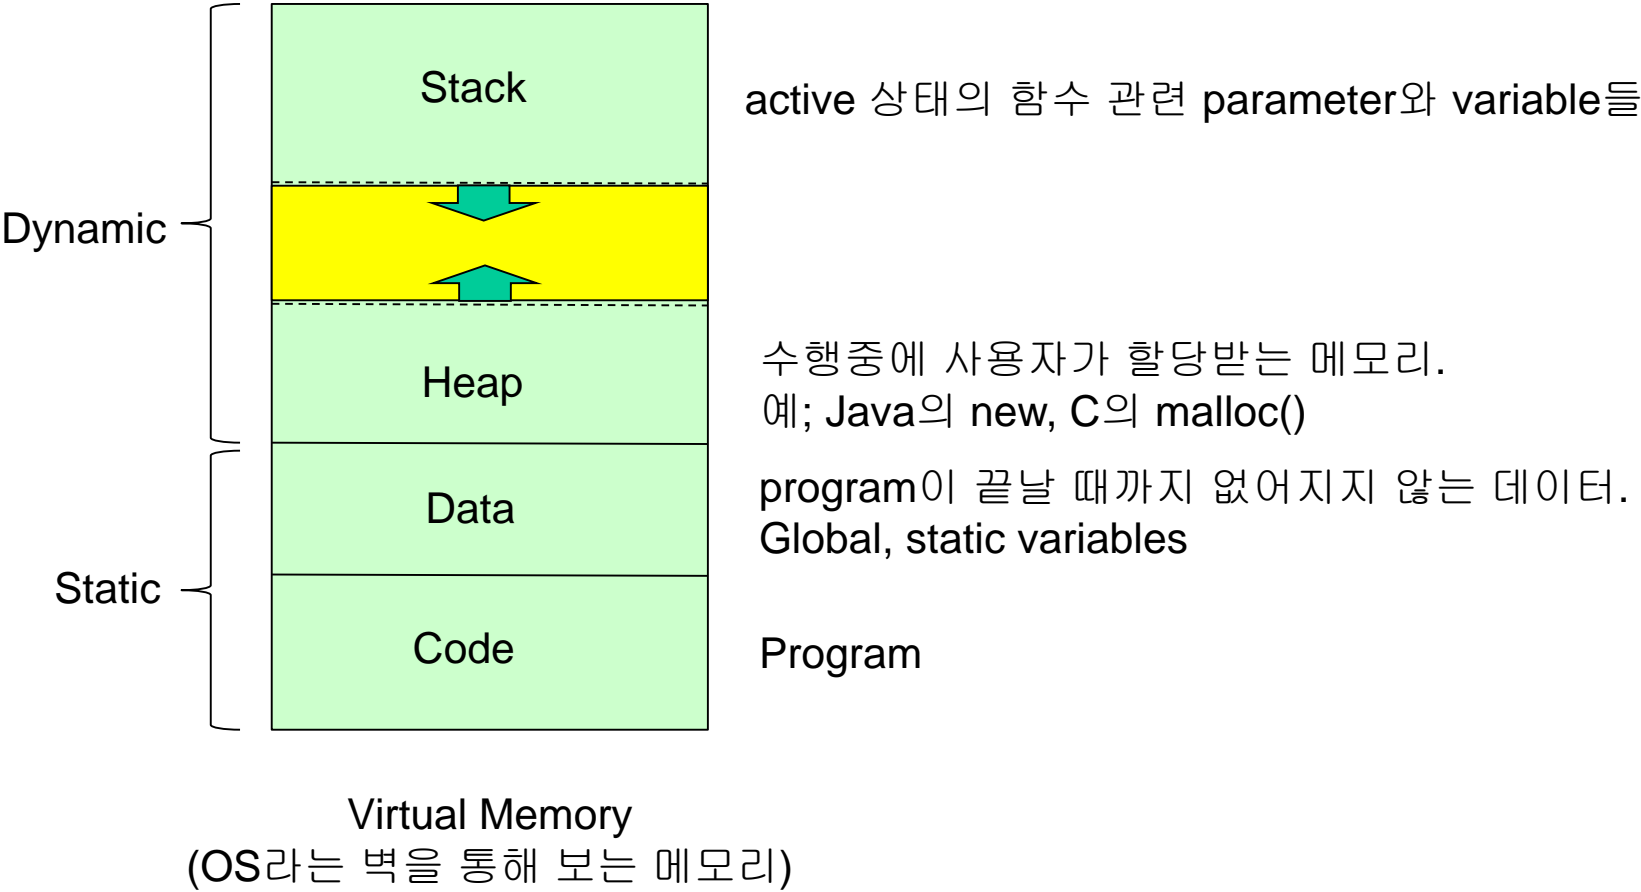 Stack
active 상태의 함수 관련 parameter와 variable들
Dynamic
수행중에 사용자가 할당받는 메모리.
Heap
예; Java의 new, C의 malloc()
program이 끝날 때까지 없어지지 않는 데이터.
Data
Global, static variables
Static
Code
Program
Virtual Memory
(OS라는 벽을 통해 보는 메모리)